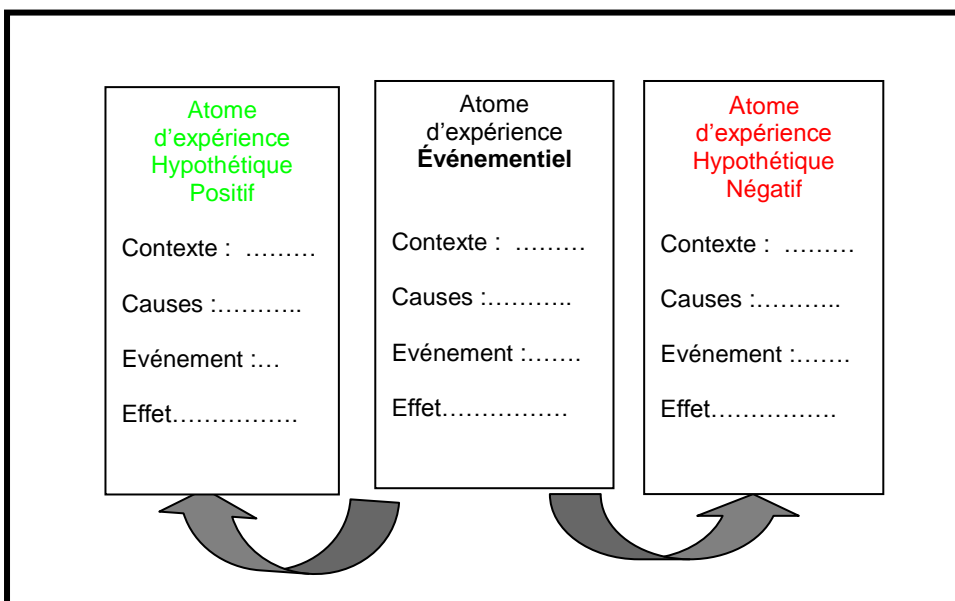 Atome
d’expérience
Hypothétique
Positif
Contexte : ………
Causes :………..
Evénement :…
Effet…………….
Atome
d’expérience
Événementiel
Contexte : ………
Causes :………..
Evénement :…….
Effet…………….
Atome
d’expérience
Hypothétique
Négatif
Contexte : ………
Causes :………..
Evénement :…….
Effet…………….